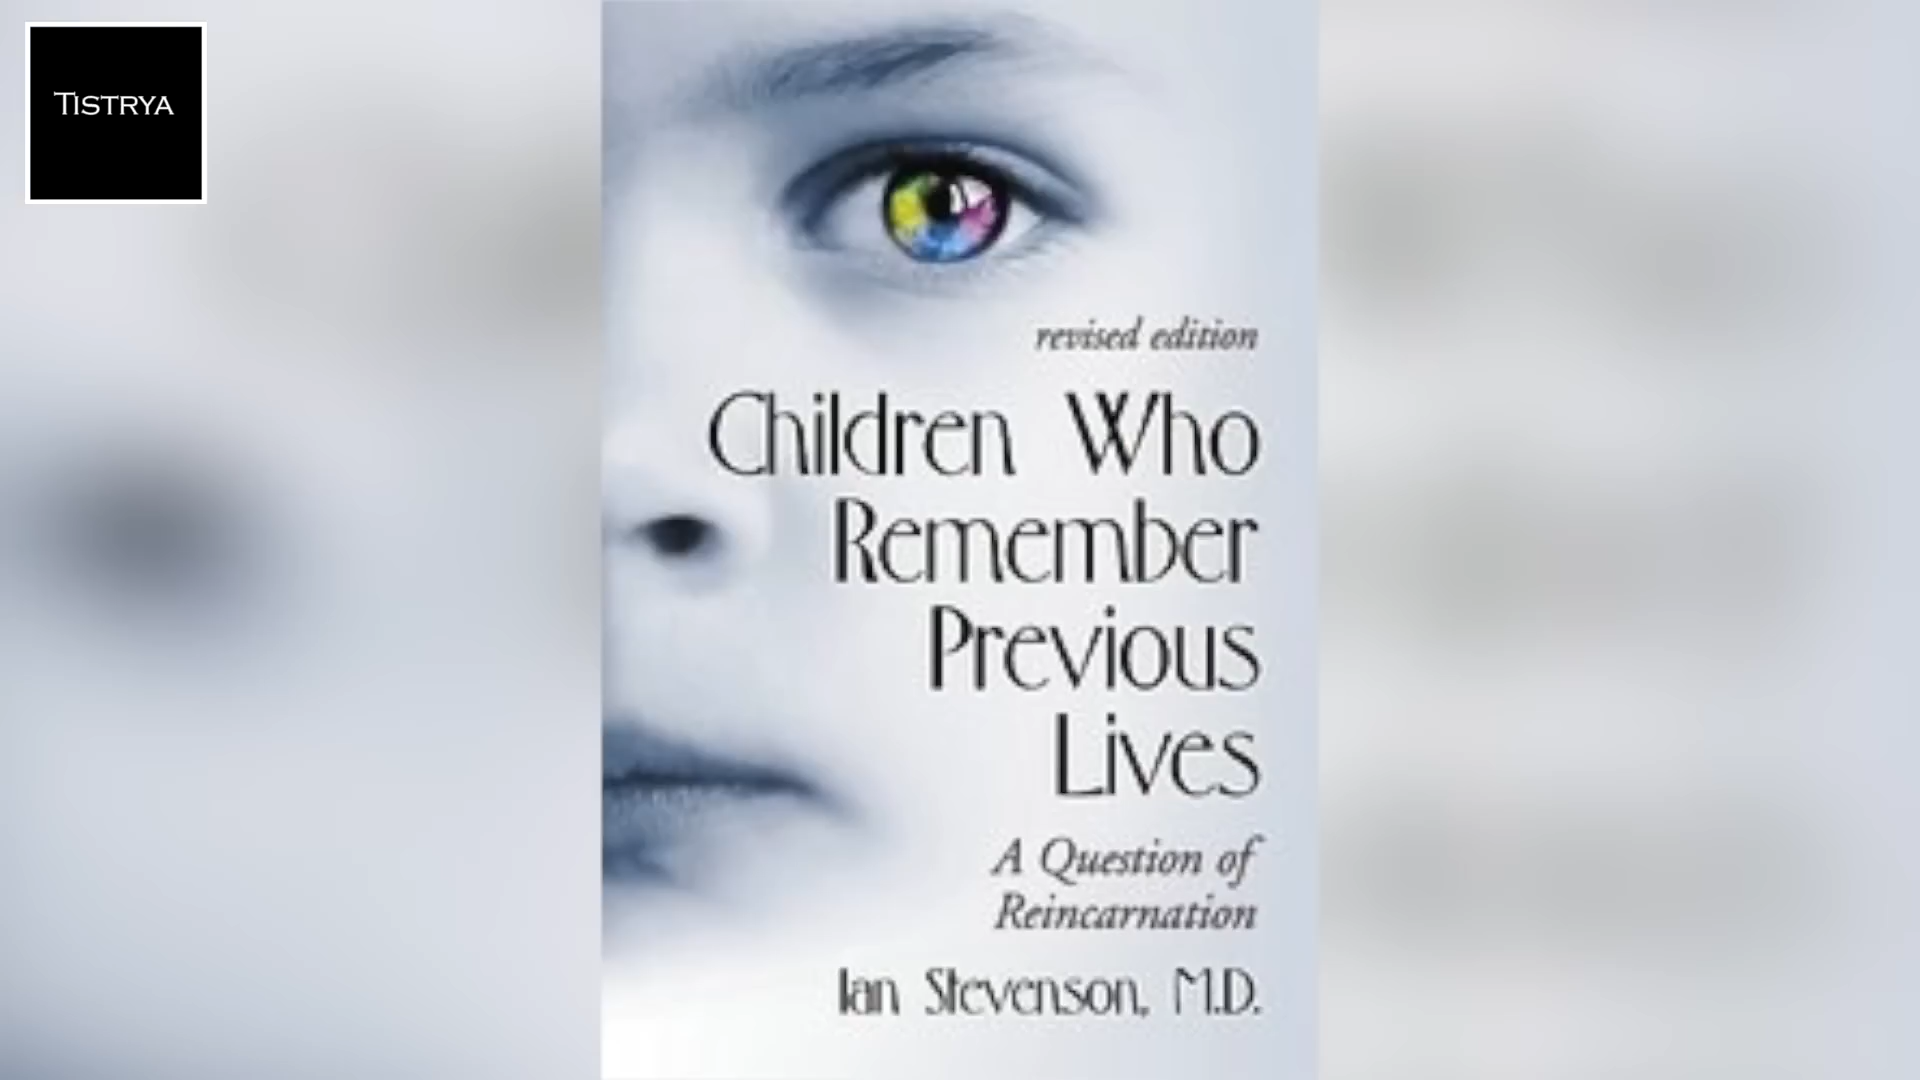 TISTRYA
revised edition
Children Who
Remember
Previous
Lives
A Question of
Reincarnation
Ian Stevenson, M.D.